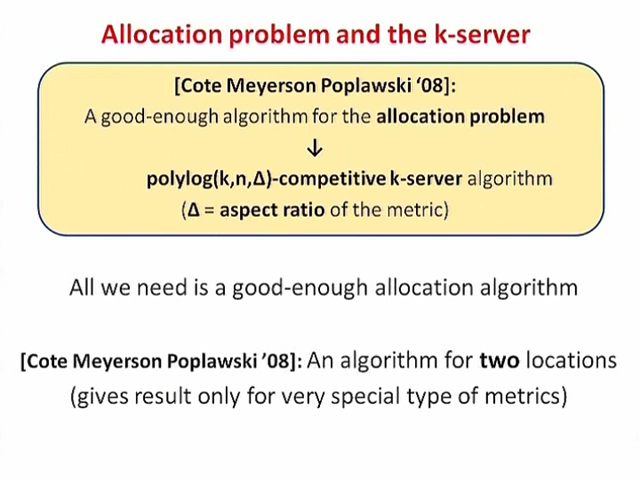 Allocation problem and the k-server
[Cote Meyerson Poplawski ‘08]:
A good-enough algorithm for the allocation problem
↓
polylog(k,n,Δ)-competitive k-server algorithm
(Δ = aspect ratio of the metric)
All we need is a good-enough allocation algorithm
[Cote Meyerson Poplawski ’08]: An algorithm for two locations
(gives result only for very special type of metrics)